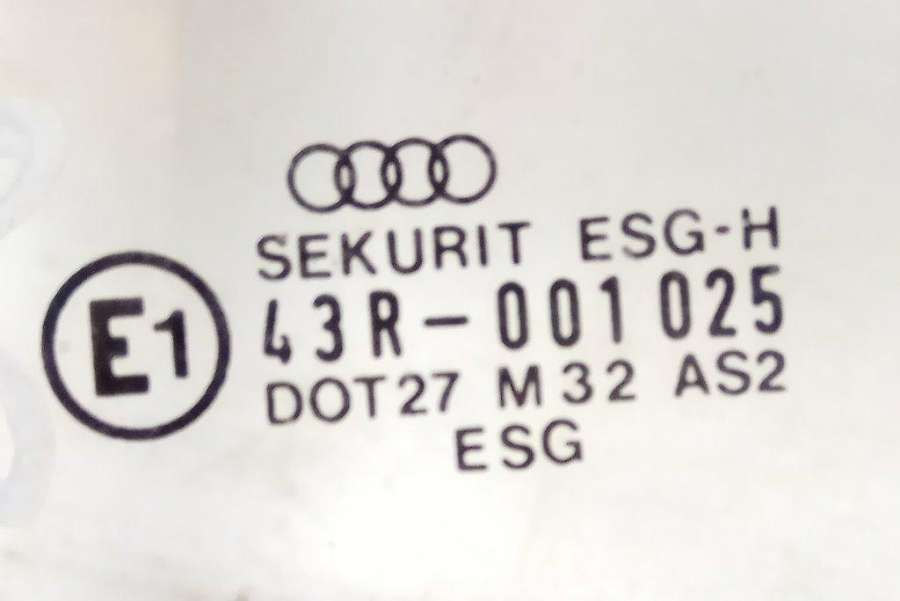 SEKURIT ESG-H
E1
43R-001025
DOT27 M32 AS2
ESG